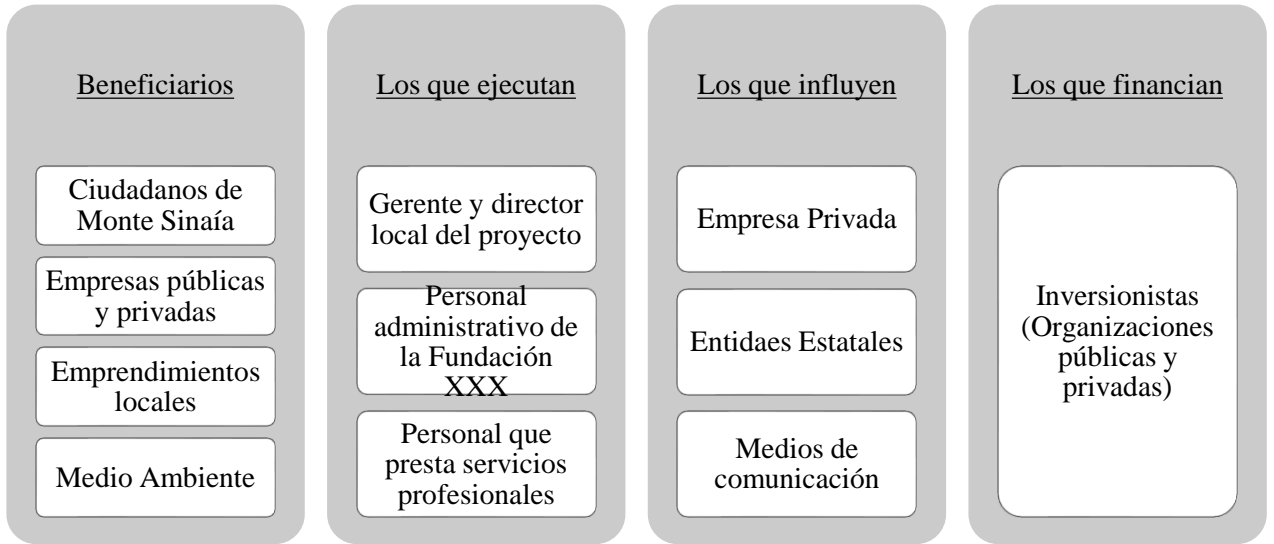 Beneficiarios
Ciudadanos de
Monte Sinaía
Empresas públicas
y privadas
Emprendimientos
locales
Medio Ambiente
Los que ejecutan
Gerente y director
local del proyecto
Personal
administrativo de
la Fundación
XXX
Personal que
presta servicios
profesionales
Los que influyen
Empresa Privada
Entidaes Estatales
Medios de
comunicación
Los que financian
Inversionistas
(Organizaciones
públicas y
privadas)